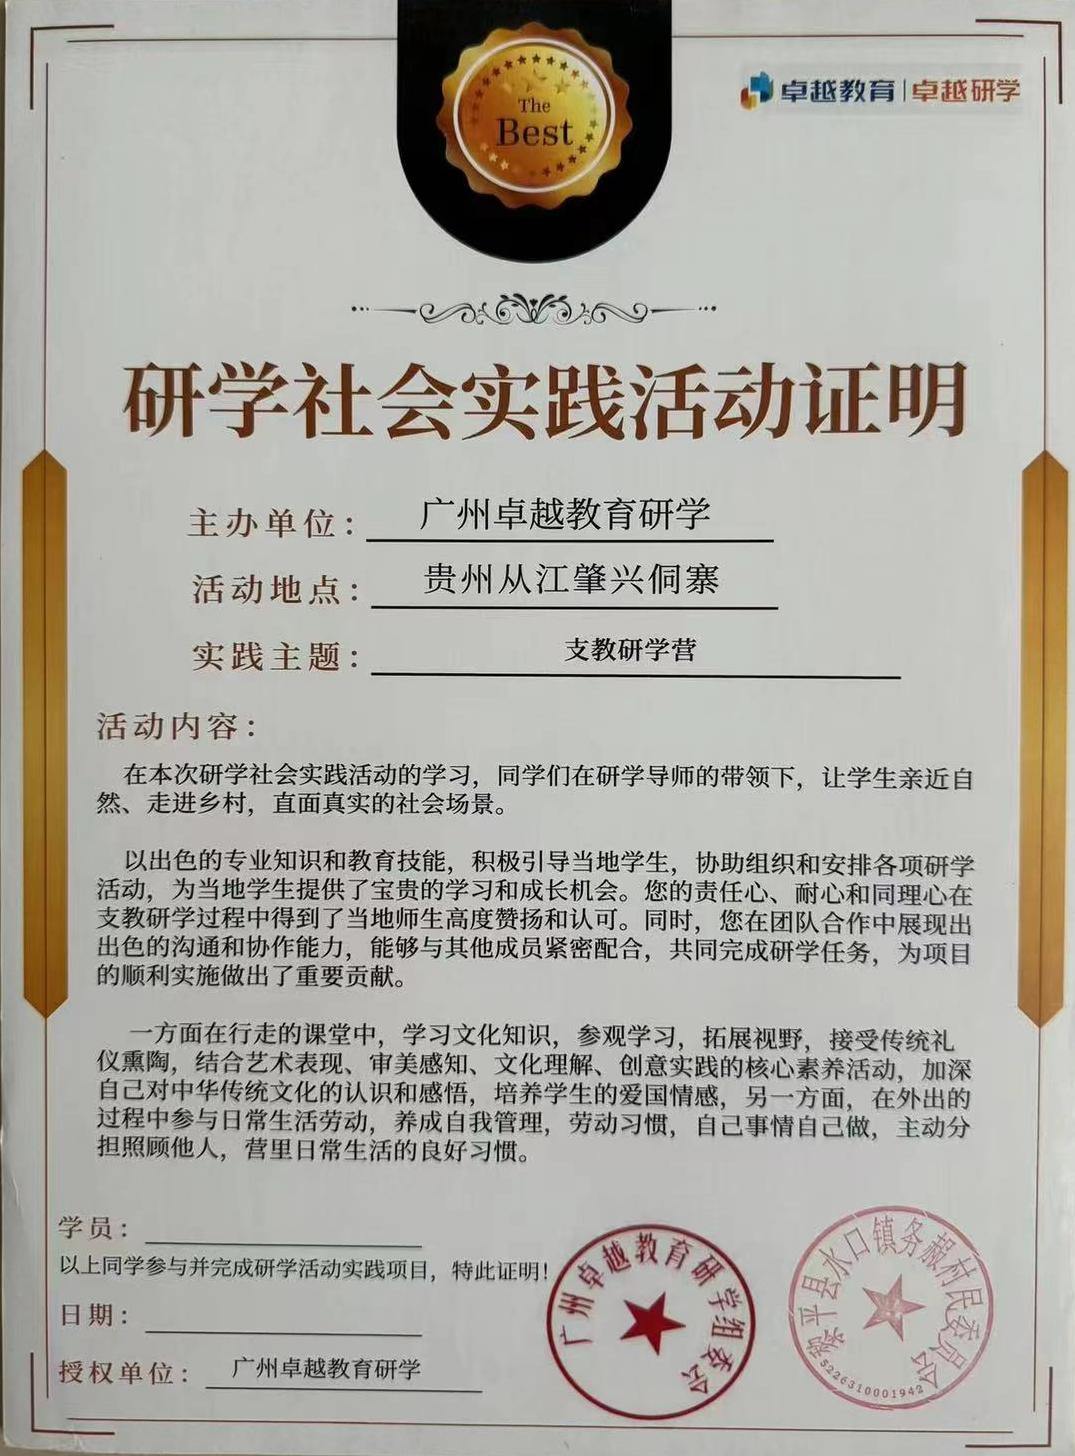 The
Best
卓越教育|卓越研学
研学社会实践活动证明
主办单位：广州卓越教育研学
活动地点：贵州从江肇兴侗寨
实践主题：支教研学营
活动内容：
在本次研学社会实践活动的学习，同学们在研学导师的带领下，让学生亲近自
然、走进乡村，直面真实的社会场景。
以出色的专业知识和教育技能，积极引导当地学生，协助组织和安排各项研学
活动，为当地学生提供了宝贵的学习和成长机会。您的责任心、耐心和同理心在
支教研学过程中得到了当地师生高度赞扬和认可。同时，您在团队合作中展现出
出色的沟通和协作能力，能够与其他成员紧密配合，共同完成研学任务，为项目
的顺利实施做出了重要贡献。
一方面在行走的课堂中，学习文化知识，参观学习，拓展视野，接受传统礼
仪熏陶，结合艺术表现、审美感知、文化理解、创意实践的核心素养活动，加深
自己对中华传统文化的认识和感悟，培养学生的爱国情感，另一方面，在外出的
过程中参与日常生活劳动，养成自我管理，劳动习惯，自己事情自己做，主动分
担照顾他人，营里日常生活的良好习惯。
学员：
以上同学参与并完成研学活动实践项目，特此证明！
日期：
授权单位：广州卓越教育研学
广州卓越教育研学组委会
黎平县水口镇务赧村民委员会
5226310001942